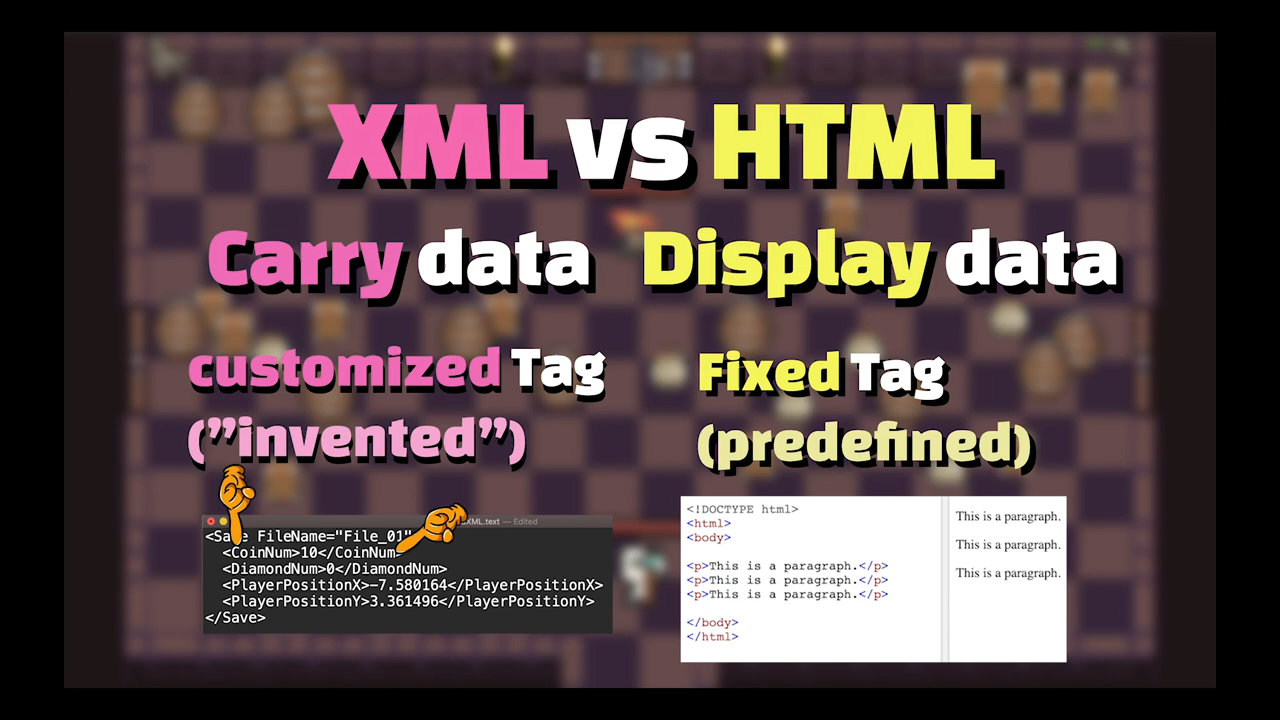 XML vs HTML
Carry data
Display data
customized Tag
("invented")
Fixed Tag
(predefined)
XML.text — Edited
FileName="File_01"
<CoinNum>10</CoinNum>
<DiamondNum>0</DiamondNum>
<PlayerPositionX>-7.580164</PlayerPositionX>
<PlayerPositionY>3.361496</PlayerPositionY>
</Save>
<!DOCTYPE html>
<html>
<body>
<p>This is a paragraph.</p>
<p>This is a paragraph.</p>
<p>This is a paragraph.</p>
</body>
</html>
This is a paragraph.
This is a paragraph.
This is a paragraph.